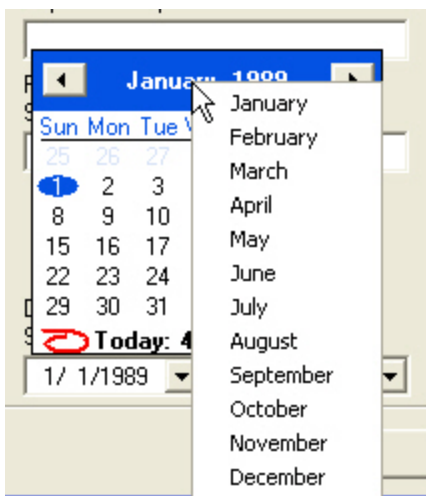 January, 1989
Sun Mon Tue
25 26 27
1 2 3
8 9 10
15 16 17
22 23 24
29 30 31
Today: 4
1/ 1/1989
January
February
March
April
May
June
July
August
September
October
November
December